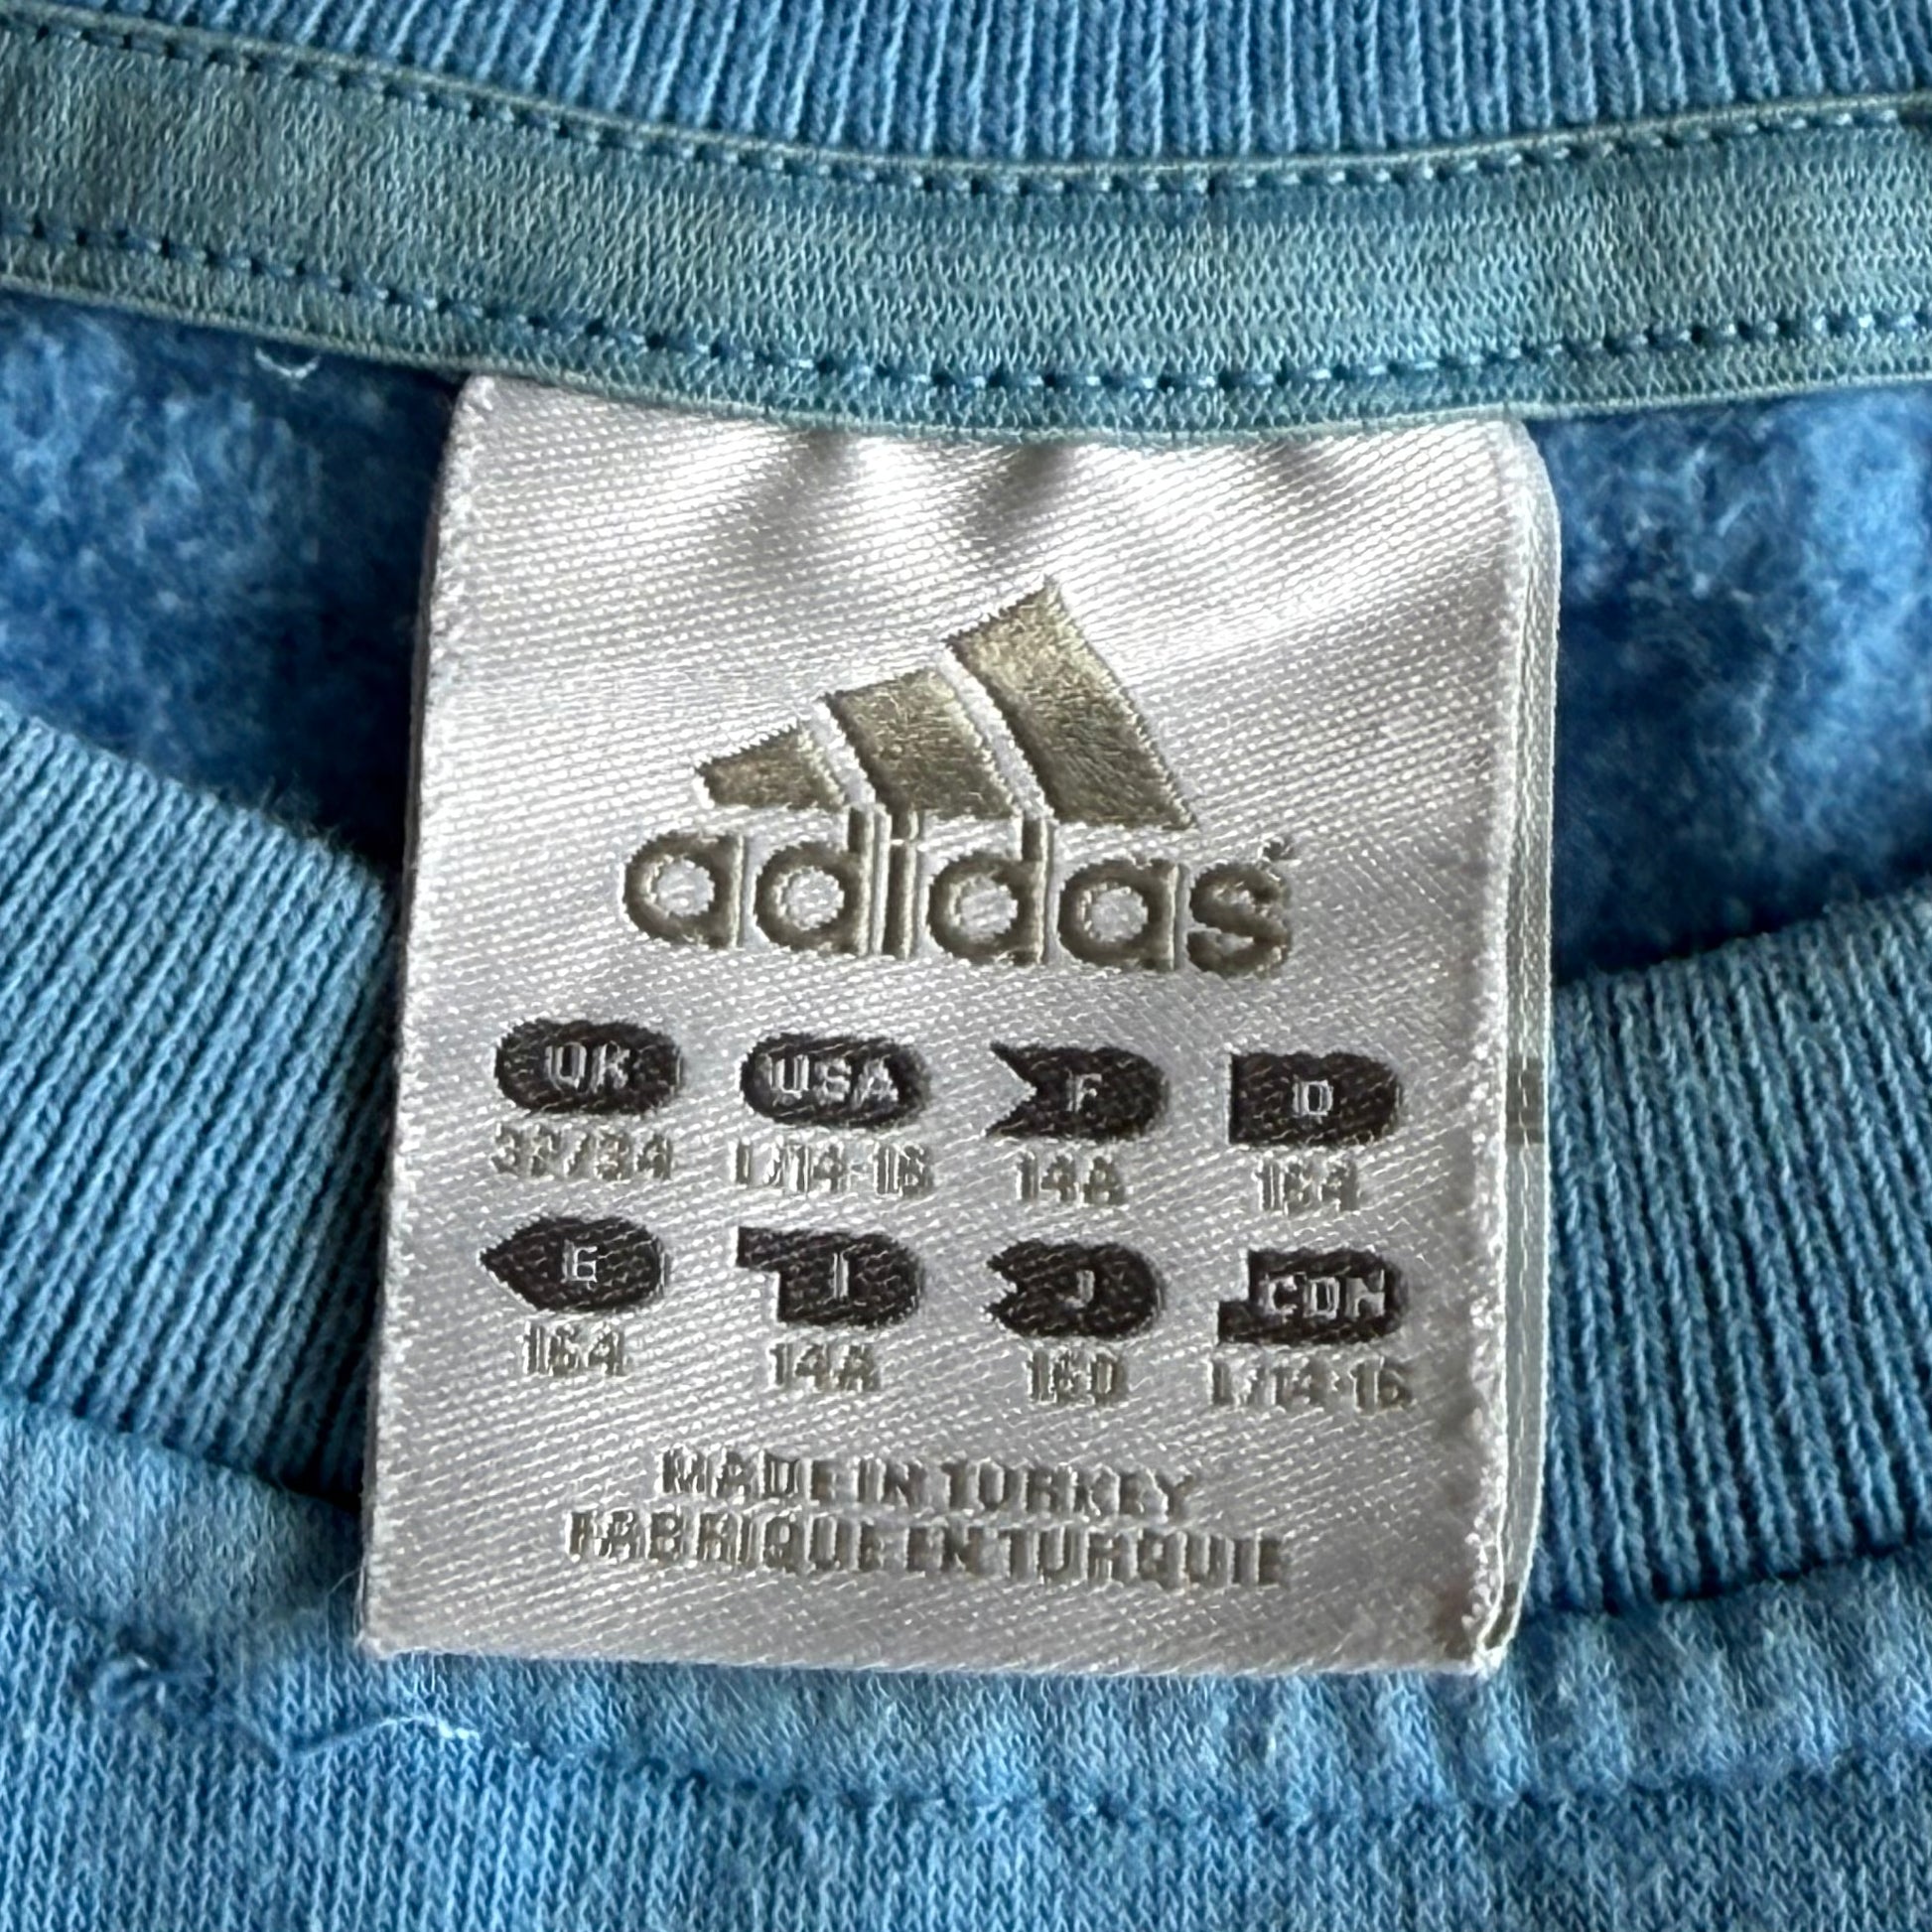 adidas
UK USA F D
32/34 L/14-16 14A 164
E I J CDN
164 14A 160 L/14-16
MADE IN TURKEY
FABRIQUE EN TURQUIE